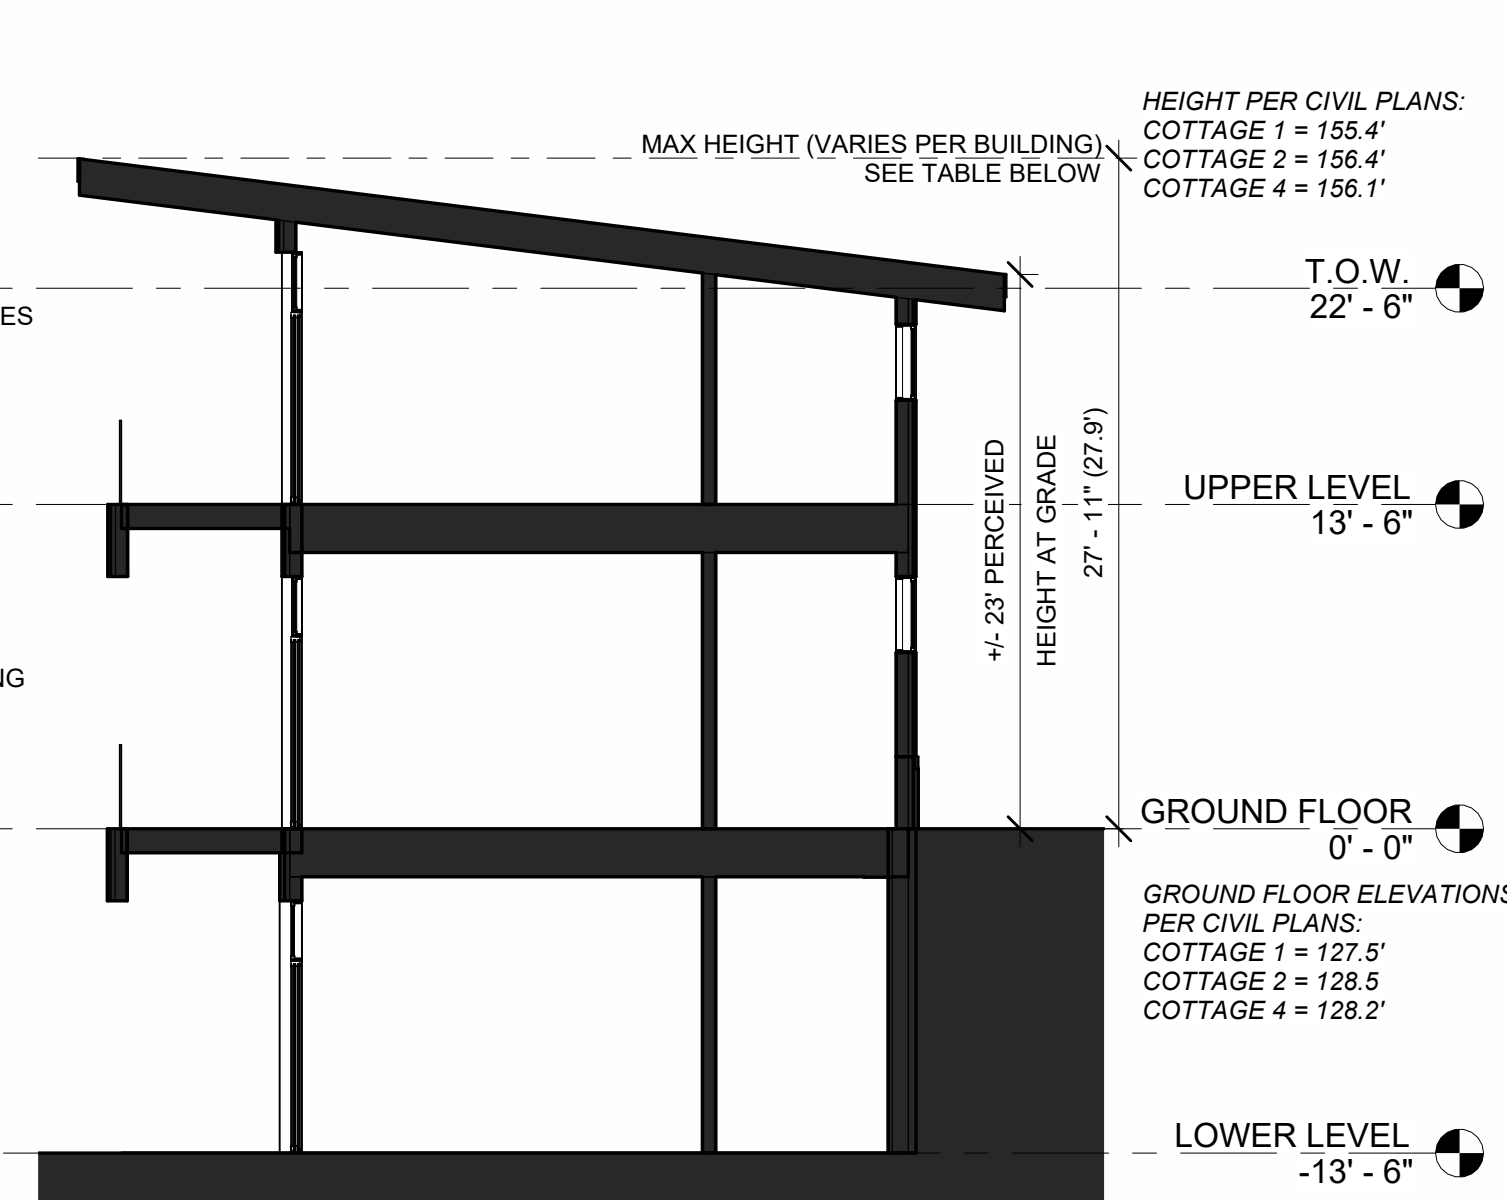 HEIGHT PER CIVIL PLANS:
COTTAGE 1 = 155.4'
COTTAGE 2 = 156.4'
COTTAGE 4 = 156.1'
MAX HEIGHT (VARIES PER BUILDING)
SEE TABLE BELOW
T.O.W.
22' - 6"
ES
UPPER LEVEL
13' - 6"
+/- 23' PERCEIVED
HEIGHT AT GRADE
27' - 11" (27.9')
NG
GROUND FLOOR
0' - 0"
GROUND FLOOR ELEVATIONS
PER CIVIL PLANS:
COTTAGE 1 = 127.5'
COTTAGE 2 = 128.5
COTTAGE 4 = 128.2'
LOWER LEVEL
-13' - 6"